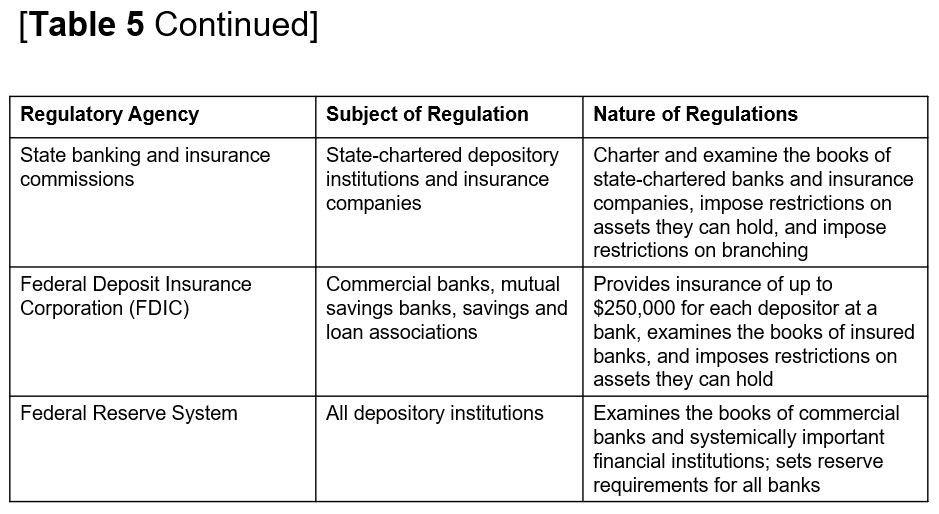 [Table 5 Continued]
Regulatory Agency
Subject of Regulation
Nature of Regulations
State banking and insurance
commissions
State-chartered depository
institutions and insurance
companies
Charter and examine the books of
state-chartered banks and insurance
companies, impose restrictions on
assets they can hold, and impose
restrictions on branching
Federal Deposit Insurance
Corporation (FDIC)
Commercial banks, mutual
savings banks, savings and
loan associations
Provides insurance of up to
$250,000 for each depositor at a
bank, examines the books of insured
banks, and imposes restrictions on
assets they can hold
Federal Reserve System
All depository institutions
Examines the books of commercial
banks and systemically important
financial institutions; sets reserve
requirements for all banks